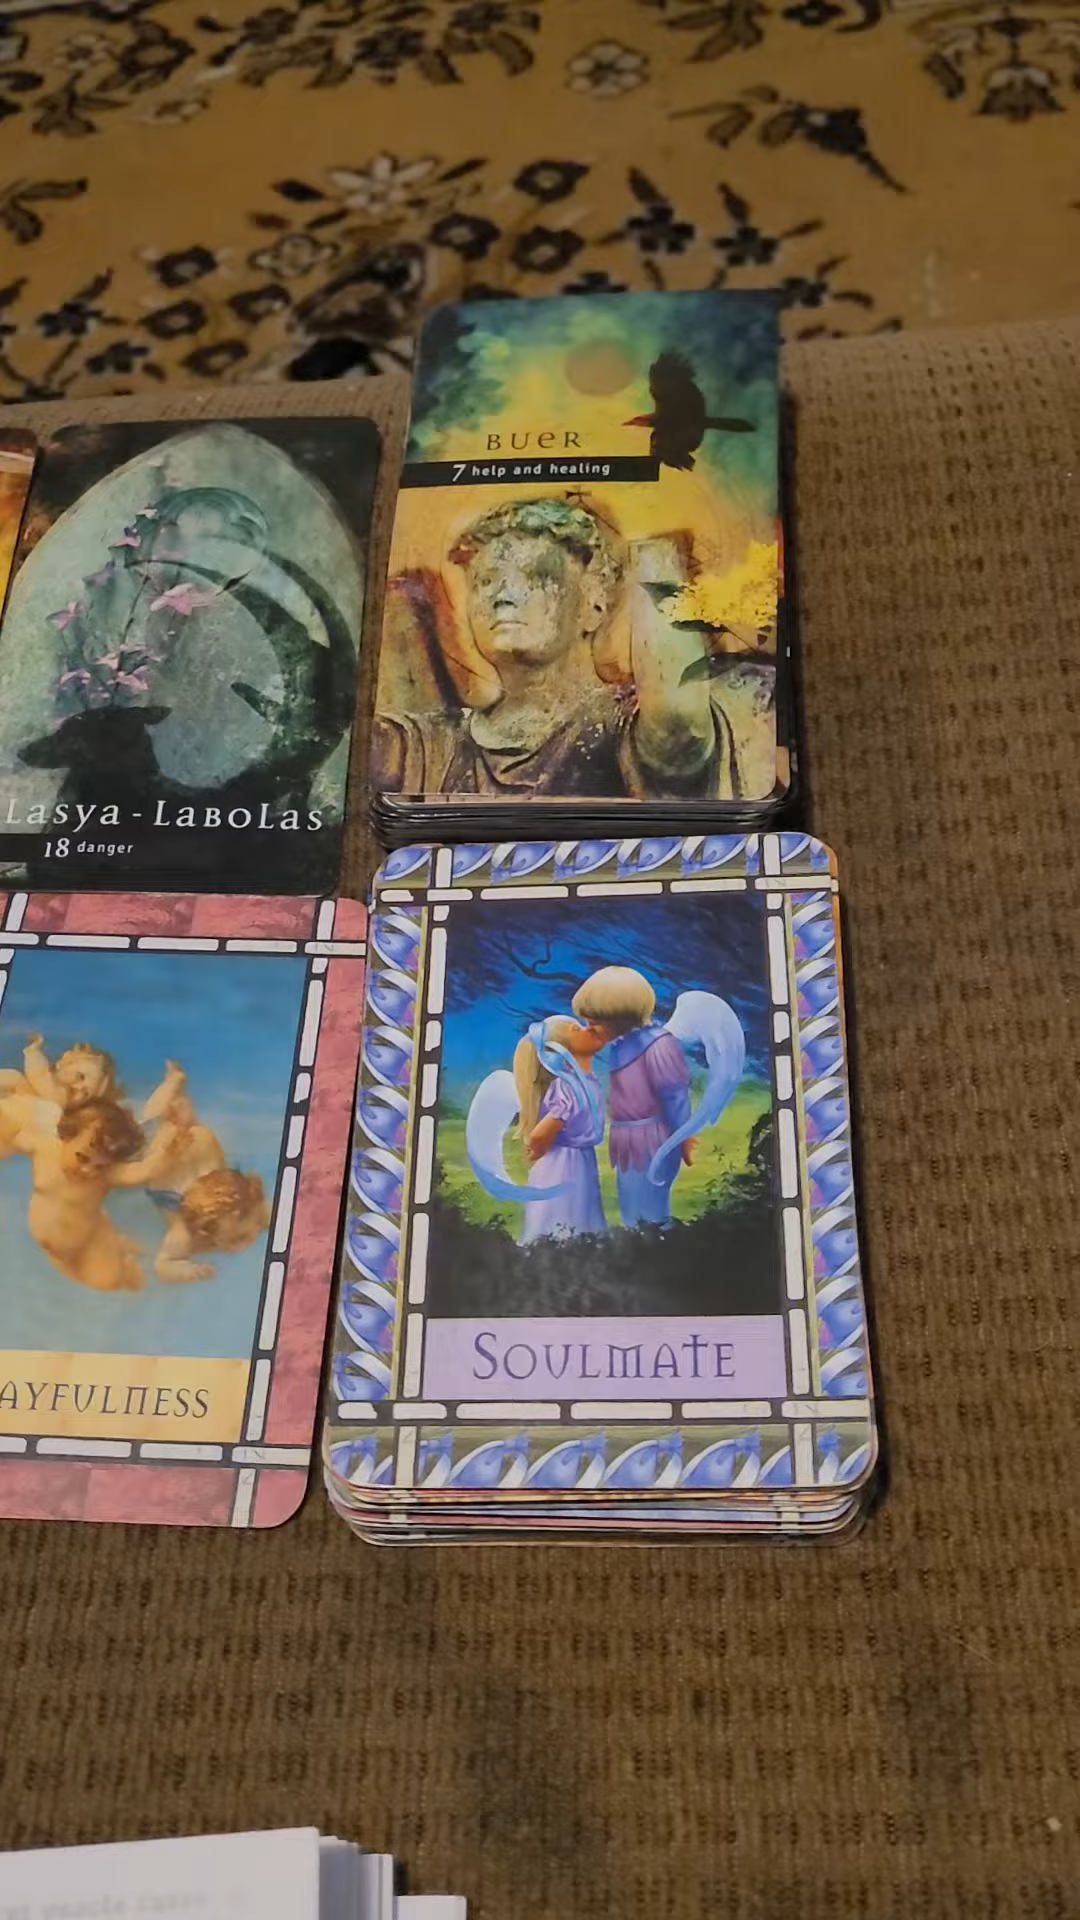 BUER
7 help and healing
Lasya-Labolas
18 danger
AYFULNESS
SOULMATE